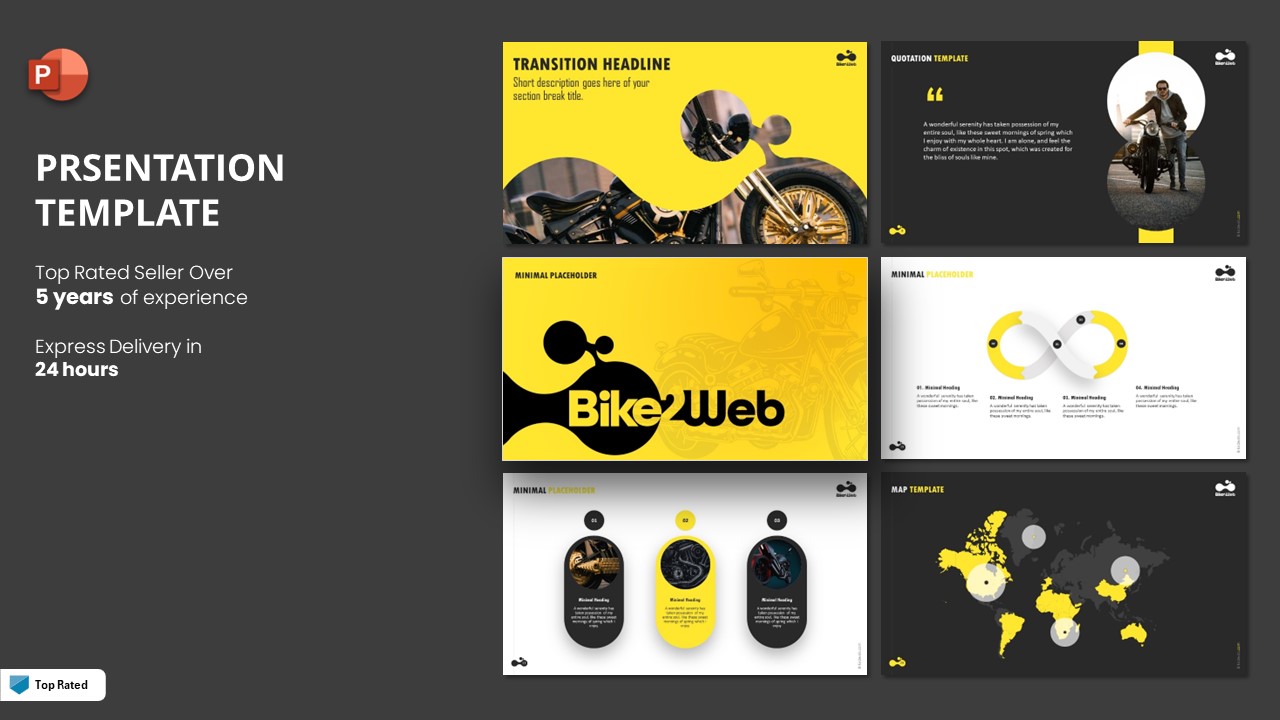 P
PRSENTATION
TEMPLATE
Top Rated Seller Over
5 years of experience
Express Delivery in
24 hours
Top Rated
TRANSITION HEADLINE
Short description goes here of your
section break title.
Bike2Web
QUOTATION TEMPLATE
Bike2Web
“
A wonderful serenity has taken possession of my
entire soul, like these sweet mornings of spring which
I enjoy with my whole heart. I am alone, and feel the
charm of existence in this spot, which was created for
the bliss of souls like mine.
MINIMAL PLACEHOLDER
Bike2Web
MINIMAL PLACEHOLDER
Bike2Web
01. Minimal Heading
A wonderful serenity has taken
possession of my entire soul, like
these sweet mornings.
02. Minimal Heading
A wonderful serenity has taken
possession of my entire soul, like
these sweet mornings.
03. Minimal Heading
A wonderful serenity has taken
possession of my entire soul, like
these sweet mornings.
04. Minimal Heading
A wonderful serenity has taken
possession of my entire soul, like
these sweet mornings.
MINIMAL PLACEHOLDER
Bike2Web
01
02
03
Minimal Heading
A wonderful serenity has
taken possession of my
entire soul, like these sweet
mornings of spring which I
enjoy
Minimal Heading
A wonderful serenity has
taken possession of my
entire soul, like these sweet
mornings of spring which I
enjoy
Minimal Heading
A wonderful serenity has
taken possession of my
entire soul, like these sweet
mornings of spring which I
enjoy
MAP TEMPLATE
Bike2Web